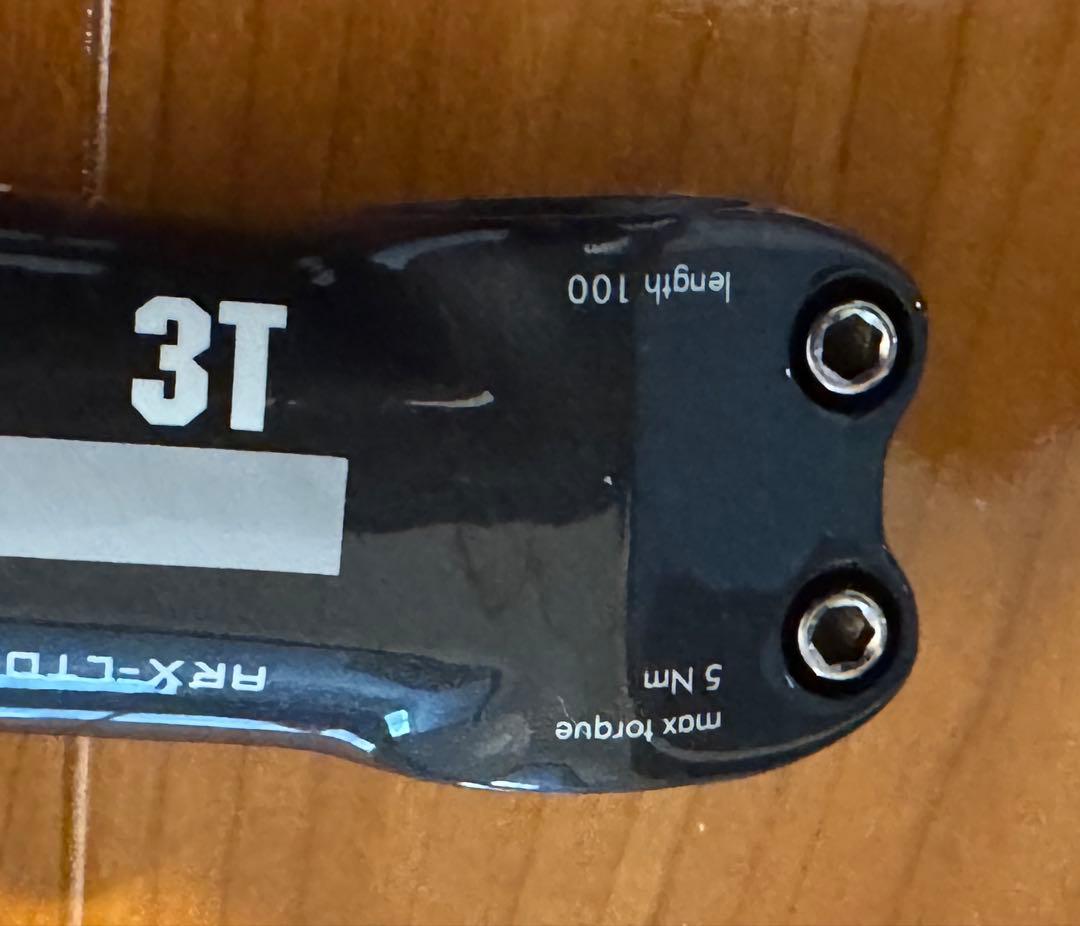 3T
length 100
ARX-LTD
max torque
5 Nm